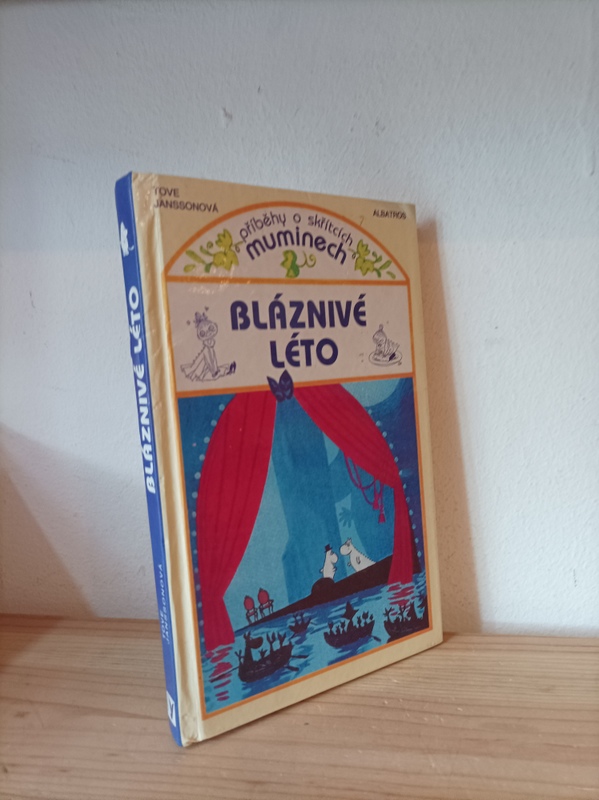 TOVE
JANSSONOVÁ
ALBATROS
příběhy o skřítcích
muminech
BLÁZNIVÉ
LÉTO
BLÁZNIVÉ LÉTO
TOVE
JANSSONOVÁ